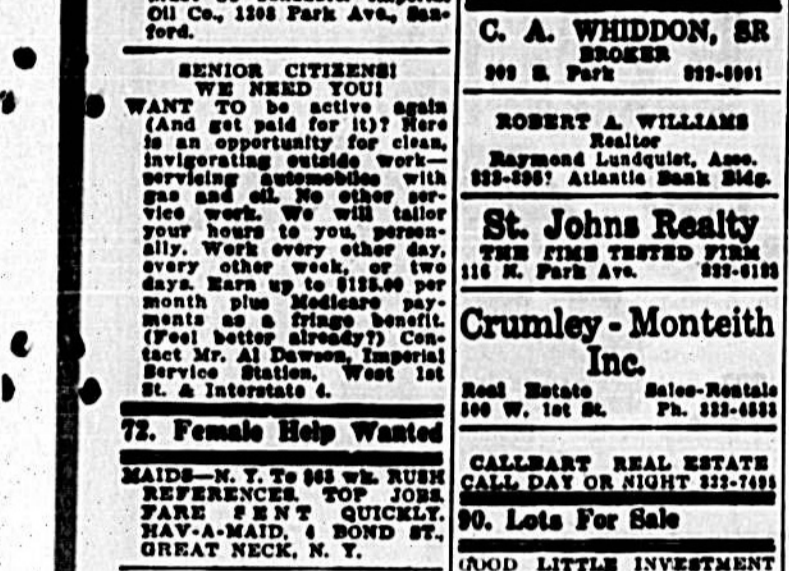 Oil Co., 1208 Park Ave., San-
ford.
SENIOR CITIZENS!
WE NEED YOU!
WANT TO be active again
(And get paid for it)? Here
is an opportunity for clean,
invigorating outside work—
servicing automobiles with
gas and oil. No other ser-
vice work. We will tailor
your hours to you, person-
ally. Work every other day,
every other week, or two
days. Earn up to $125.00 per
month plus Medicare pay-
ments as a fringe benefit.
(Feel better already?) Con-
tact Mr. Al Dawson, Imperial
Service Station, West 1st
St. & Interstate 4.
72. Female Help Wanted
MAIDS—N. Y. To $65 wk. RUSH
REFERENCES. TOP JOBS.
FARE SENT QUICKLY.
HAV-A-MAID, 4 BOND ST.,
GREAT NECK, N. Y.
C. A. WHIDDON, SR
BROKER
Park
ROBERT A. WILLIAMS
Realtor
Raymond Lundquist, Asso.
Atlantic Bank Bldg.
St. Johns Realty
THE TIME TESTED FIRM
116 N. Park Ave.
Crumley - Monteith
Inc.
Real Estate Sales-Rentals
W. 1st St. Ph.
CALLBART REAL ESTATE
CALL DAY OR NIGHT
90. Lots For Sale
GOOD LITTLE INVESTMENT